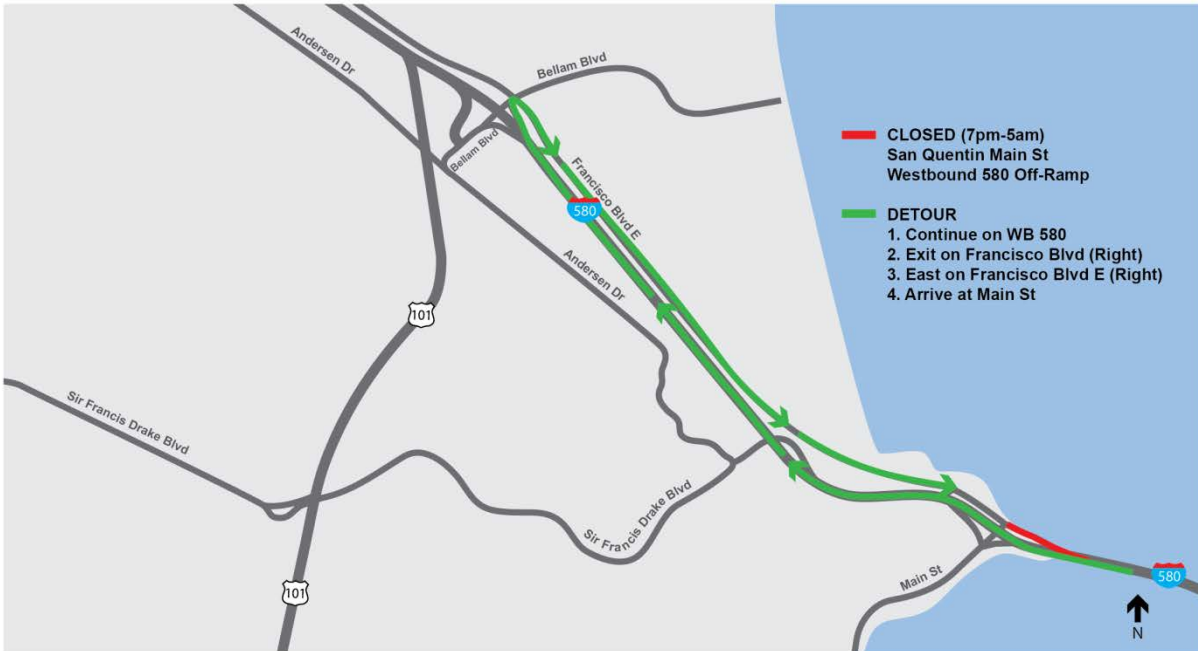 Andersen Dr
Bellam Blvd
Bellam Blvd
Francisco Blvd E
580
Andersen Dr
101
Sir Francis Drake Blvd
Sir Francis Drake Blvd
101
Main St
580
N
CLOSED (7pm-5am)
San Quentin Main St
Westbound 580 Off-Ramp
DETOUR
1. Continue on WB 580
2. Exit on Francisco Blvd (Right)
3. East on Francisco Blvd E (Right)
4. Arrive at Main St